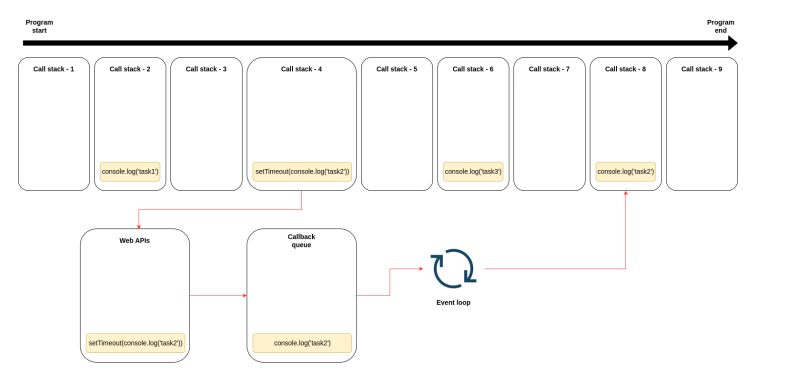 Program
start
Program
end
Call stack - 1
Call stack - 2
Call stack - 3
Call stack - 4
Call stack - 5
Call stack - 6
Call stack - 7
Call stack - 8
Call stack - 9
console.log('task1')
setTimeout(console.log('task2'))
console.log('task3')
console.log('task2')
Web APIs
Callback
queue
Event loop
setTimeout(console.log('task2'))
console.log('task2')